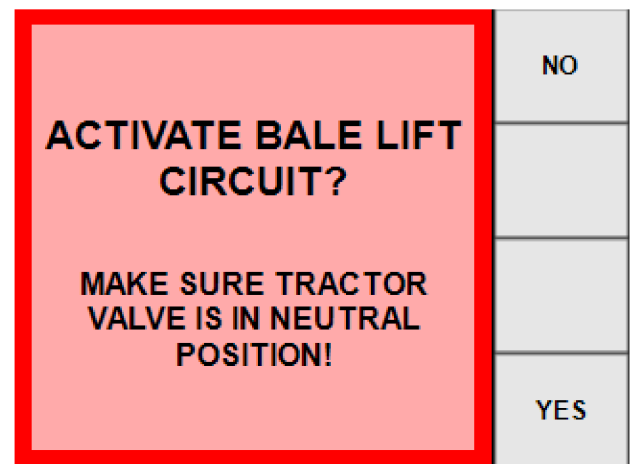 NO
ACTIVATE BALE LIFT
CIRCUIT?
MAKE SURE TRACTOR
VALVE IS IN NEUTRAL
POSITION!
YES